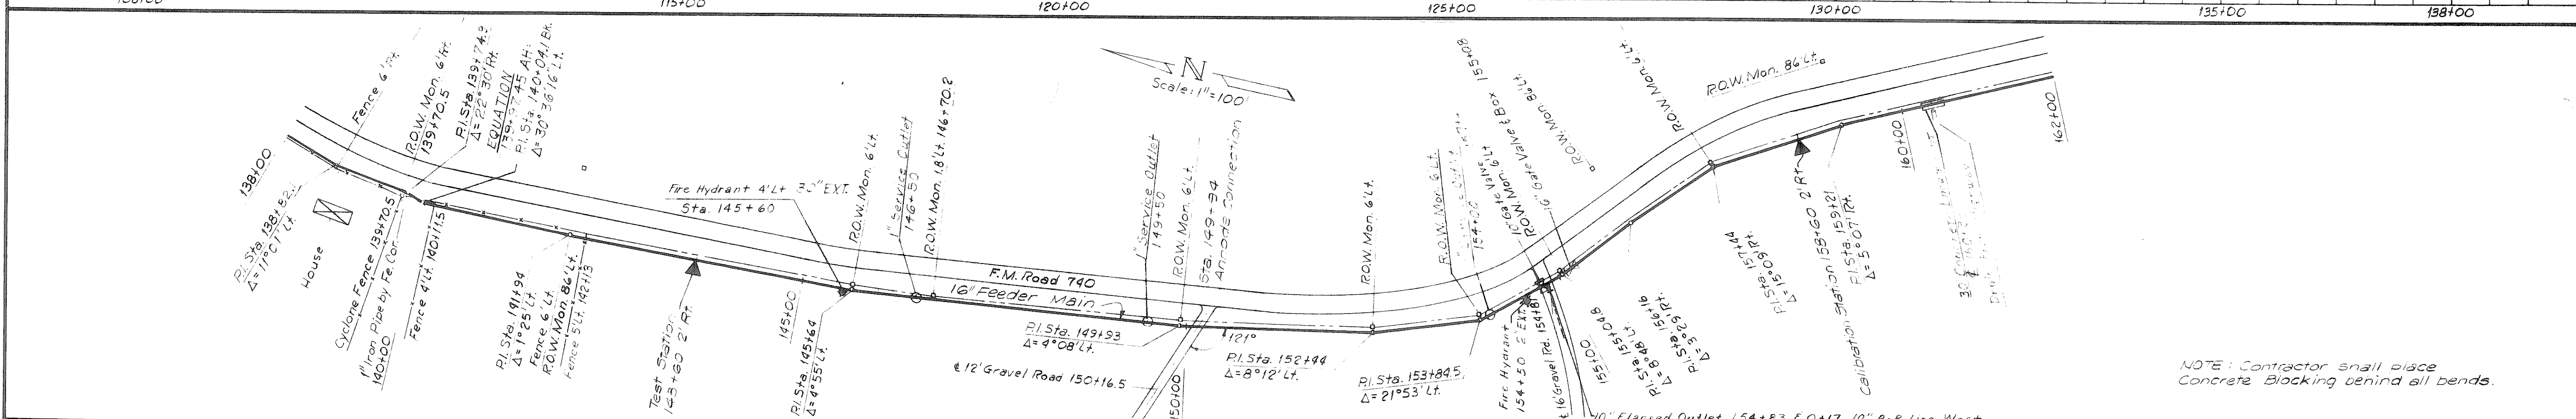 115+00
120+00
125+00
130+00
135+00
138+00
N
Scale: 1"=100'
138+00
Fence 6' Rt.
P.I. Sta. 138+82.
House
R.O.W. Mon. 6' Rt.
139+70.5
P.I. Sta. 139+74.9
Δ= 22° 30' Rt.
EQUATION
P.I. Sta. 140+04.1 BK.
Δ= 30° 36' 16" Lt.
Cyclone Fence 139+70.5
1" Iron Pipe by Fe. Cor.
140+00
Fence 4' Lt. 140+11.5
P.I. Sta. 141+94
Δ= 1° 25' Lt.
Fence 6' Lt.
R.O.W. Mon. 86' Lt.
Fence 5' Lt. 142+13
Test Station
143+60 2' Rt.
Fire Hydrant 4' Lt 30" EXT.
Sta. 145+60
145+00
P.I. Sta. 145+64
Δ= 4° 55' Lt.
R.O.W. Mon. 6' Lt.
1" Service Outlet
146+50
R.O.W. Mon. 1.8' Lt. 146+70.2
F.M. Road 740
16" Feeder Main
1" Service Outlet
149+50
R.O.W. Mon. 6' Lt.
Sta. 149+94
Annode Connection
P.I. Sta. 149+93
Δ= 4°08' Lt.
℄ 12' Gravel Road 150+16.5
150+00
121°
P.I. Sta. 152+44
Δ= 8° 12' Lt.
R.O.W. Mon. 6' Lt.
P.I. Sta. 153+84.5
Δ= 21° 53' Lt.
R.O.W. Mon. 6' Lt.
154+00
10" Gate Valve
R.O.W. Mon. 6' Lt
16" Gate Valve & Box 155+08
R.O.W. Mon. 86' Lt.
Fire Hydrant
154+50 2' EXT.
℄ 16' Gravel Rd. 154+81
155+00
P.I. Sta. 155+04.8
Δ= 8° 48' Lt.
P.I. Sta. 156+16
Δ= 3° 29' Rt.
R.O.W. Mon. 6' Lt.
P.I. Sta. 157+44
Δ= 15° 09' Rt.
R.O.W. Mon. 86' Lt.
Calibration Station 158+60 2' Rt
P.I. Sta. 159+21
Δ= 5° 07' Rt.
160+00
162+00
NOTE: Contractor shall place
Concrete Blocking behind all bends.